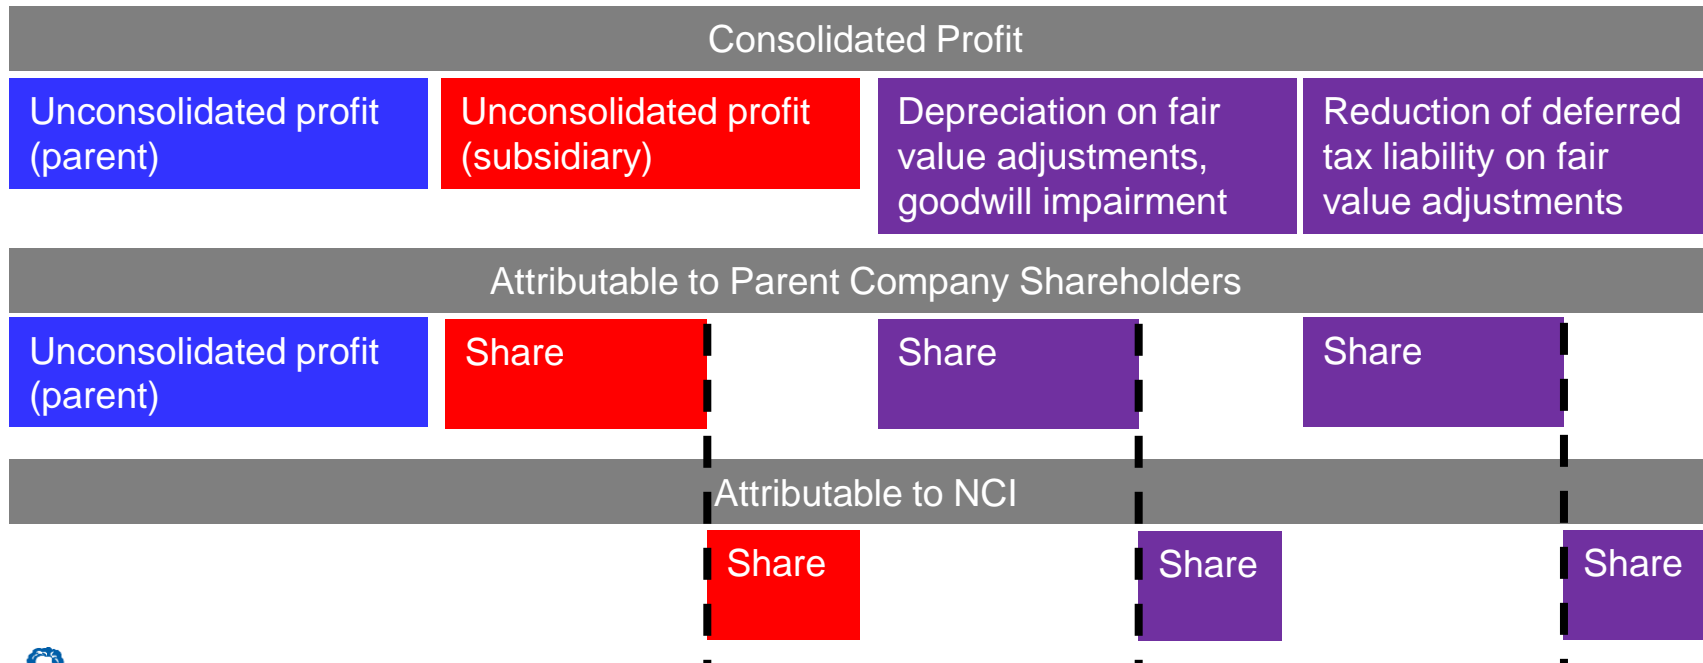 Consolidated Profit
Unconsolidated profit
(parent)
Unconsolidated profit
(subsidiary)
Depreciation on fair
value adjustments,
goodwill impairment
Reduction of deferred
tax liability on fair
value adjustments
Attributable to Parent Company Shareholders
Unconsolidated profit
(parent)
Share
Share
Share
Attributable to NCI
Share
Share
Share